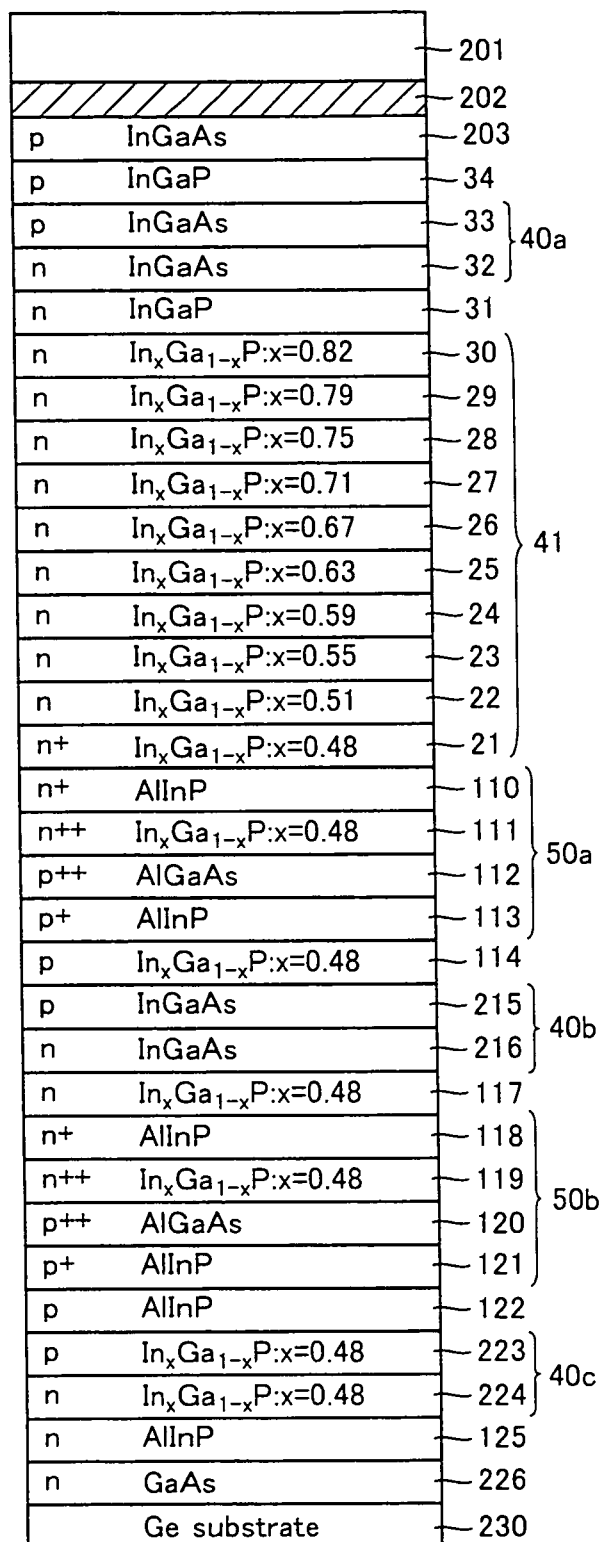 201
202
p InGaAs 203
p InGaP 34
p InGaAs 33
40a
n InGaAs 32
n InGaP 31
n InₓGa₁₋ₓP:x=0.82 30
n InₓGa₁₋ₓP:x=0.79 29
n InₓGa₁₋ₓP:x=0.75 28
n InₓGa₁₋ₓP:x=0.71 27
n InₓGa₁₋ₓP:x=0.67 26
41
n InₓGa₁₋ₓP:x=0.63 25
n InₓGa₁₋ₓP:x=0.59 24
n InₓGa₁₋ₓP:x=0.55 23
n InₓGa₁₋ₓP:x=0.51 22
n+ InₓGa₁₋ₓP:x=0.48 21
n+ AlInP 110
n++ InₓGa₁₋ₓP:x=0.48 111
50a
p++ AlGaAs 112
p+ AlInP 113
p InₓGa₁₋ₓP:x=0.48 114
p InGaAs 215
40b
n InGaAs 216
n InₓGa₁₋ₓP:x=0.48 117
n+ AlInP 118
n++ InₓGa₁₋ₓP:x=0.48 119
50b
p++ AlGaAs 120
p+ AlInP 121
p AlInP 122
p InₓGa₁₋ₓP:x=0.48 223
40c
n InₓGa₁₋ₓP:x=0.48 224
n AlInP 125
n GaAs 226
Ge substrate 230